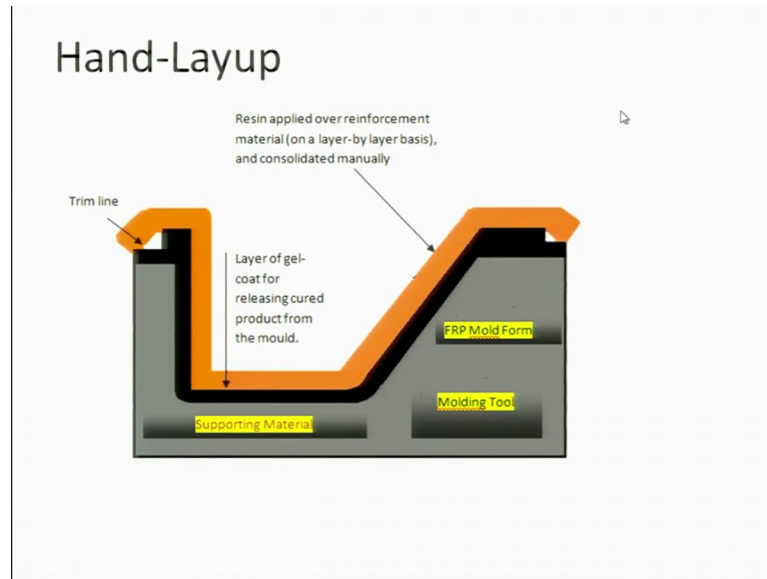 Hand-Layup
Resin applied over reinforcement
material (on a layer-by layer basis),
and consolidated manually
Trim line
Layer of gel-
coat for
releasing cured
product from
the mould.
FRP Mold Form
Molding Tool
Supporting Material